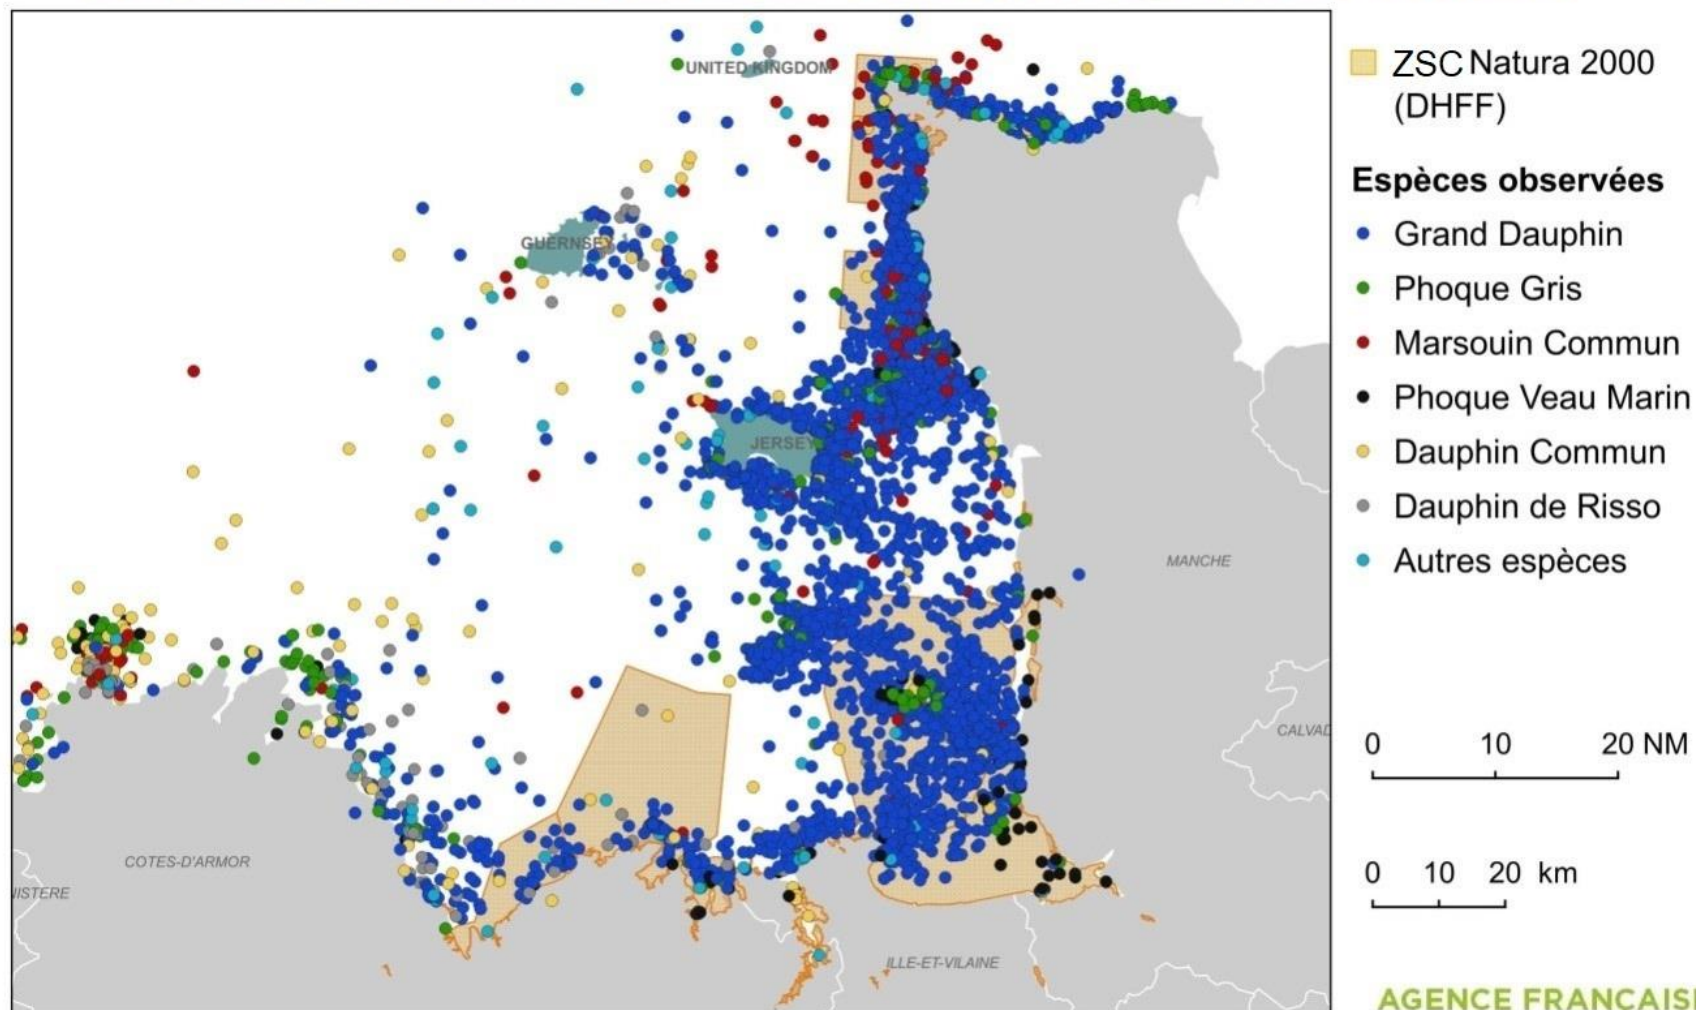 UNITED KINGDOM
GUERNSEY
JERSEY
MANCHE
CALVAD
COTES-D'ARMOR
NISTERE
ILLE-ET-VILAINE
ZSC Natura 2000
(DHFF)
Espèces observées
Grand Dauphin
Phoque Gris
Marsouin Commun
Phoque Veau Marin
Dauphin Commun
Dauphin de Risso
Autres espèces
0 10 20 NM
0 10 20 km
AGENCE FRANCAIS